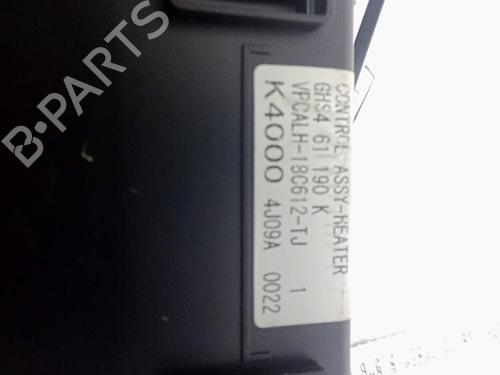 CONTROL ASSY-HEATER
GHS4 61 190 K
VPCALH-18C612-TJ 1
K4000 4J09A 0022
B-PARTS